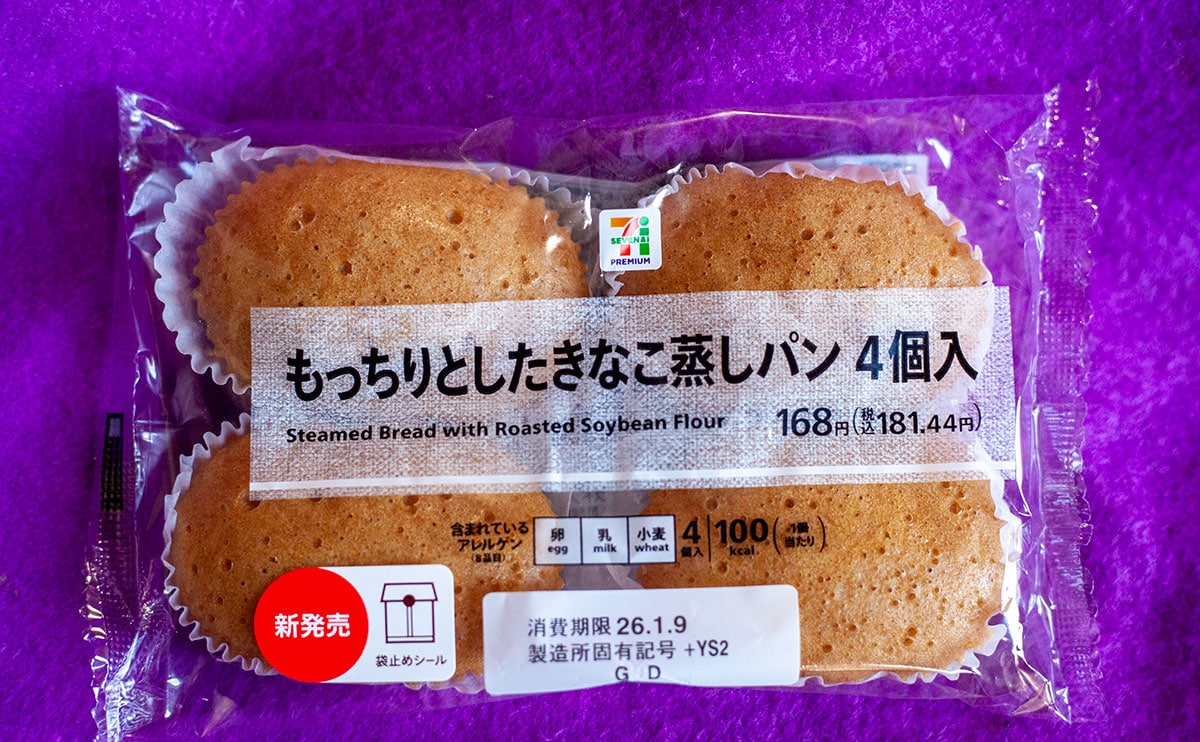 7i
SEVEN&i
PREMIUM
もっちりとしたきなこ蒸しパン 4個入
Steamed Bread with Roasted Soybean Flour
168円(税込181.44円)
含まれている
アレルゲン
(8品目)
卵 乳 小麦
egg milk wheat
4個入
100kcal
(1個当たり)
新発売
袋止めシール
消費期限 26.1.9
製造所固有記号 +YS2
G D